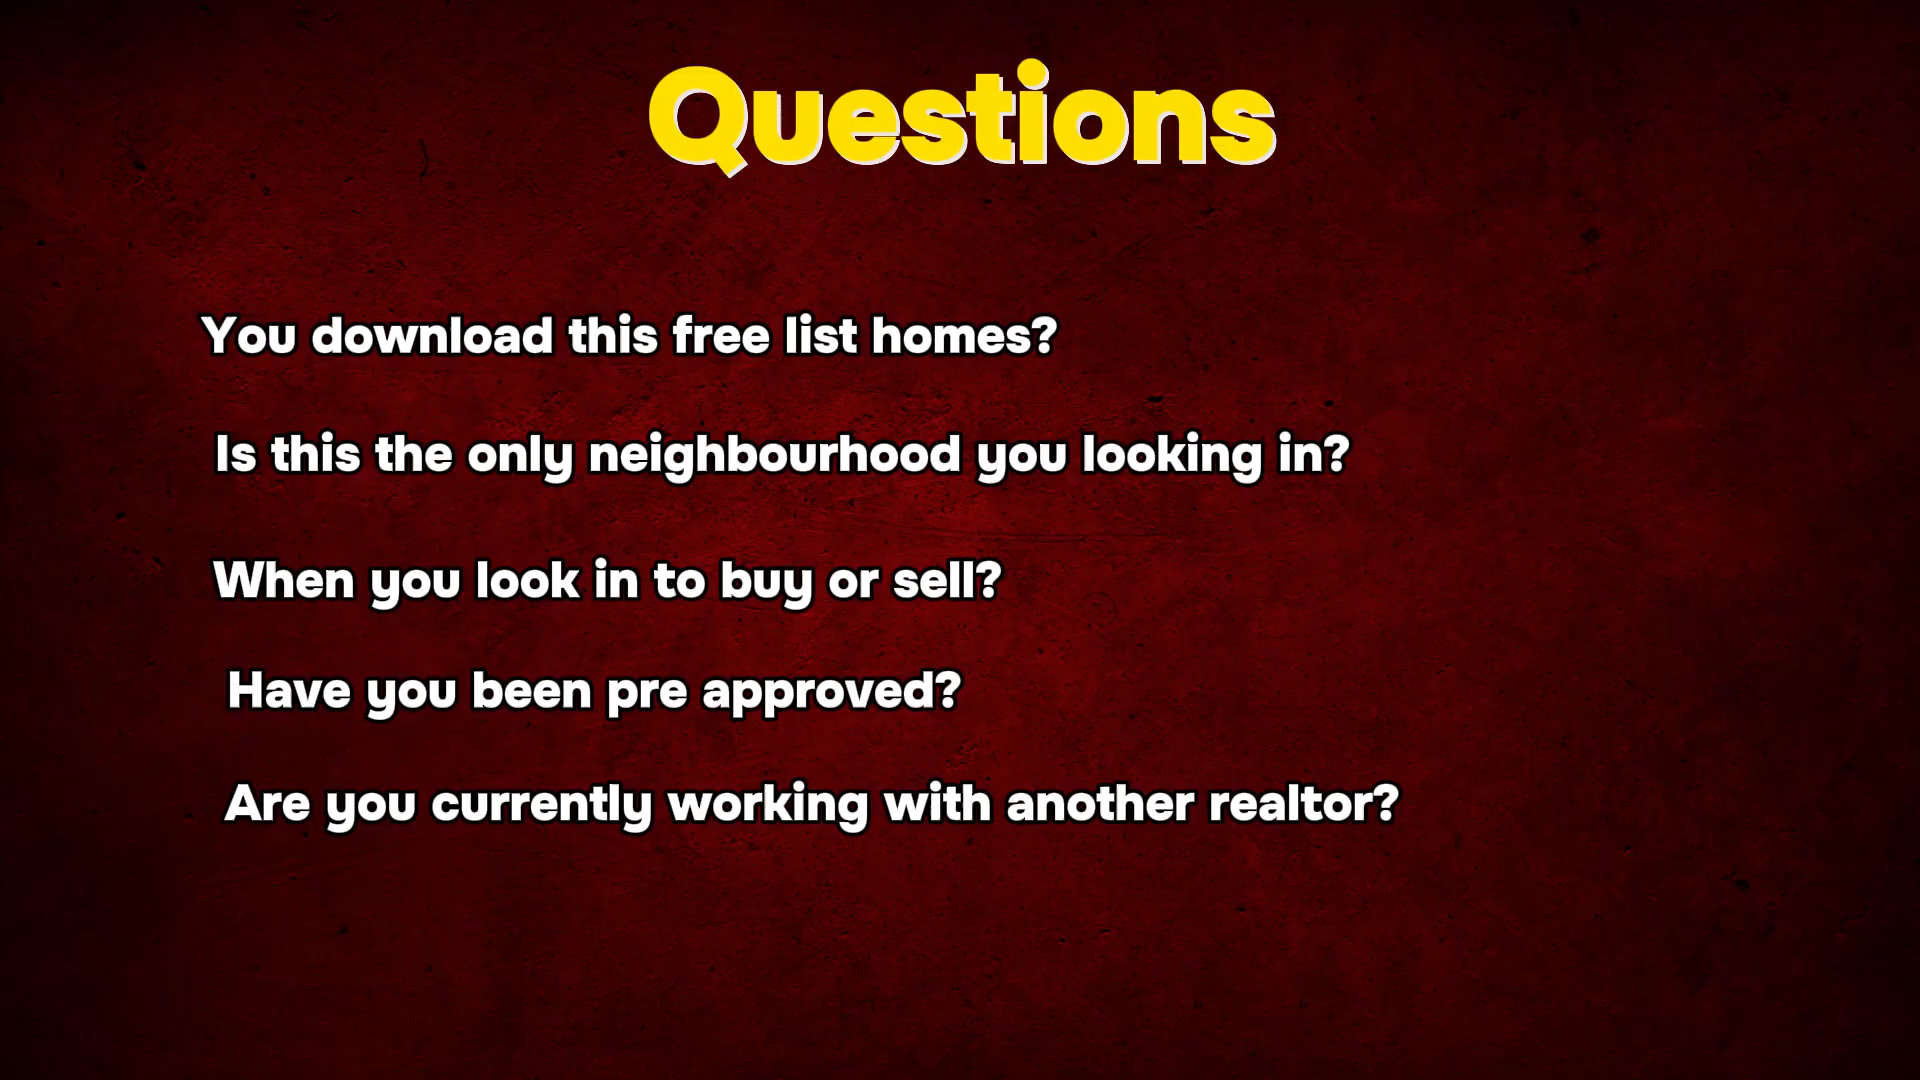 Questions
You download this free list homes?
Is this the only neighbourhood you looking in?
When you look in to buy or sell?
Have you been pre approved?
Are you currently working with another realtor?